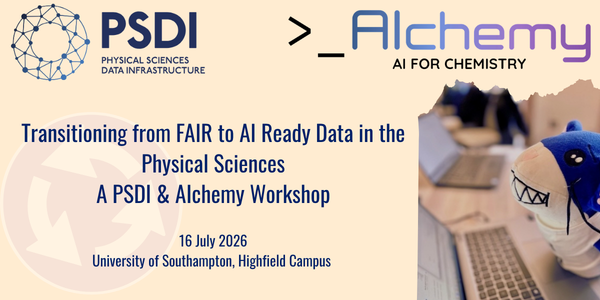 PSDI
PHYSICAL SCIENCES
DATA INFRASTRUCTURE
>_Alchemy
AI FOR CHEMISTRY
Transitioning from FAIR to AI Ready Data in the
Physical Sciences
A PSDI & Alchemy Workshop
16 July 2026
University of Southampton, Highfield Campus